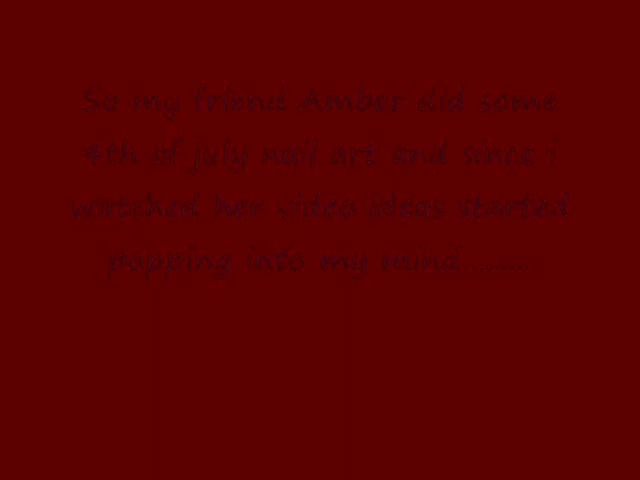 So my friend Amber did some
4th of july nail art and since i
watched her video ideas started
popping into my mind.........